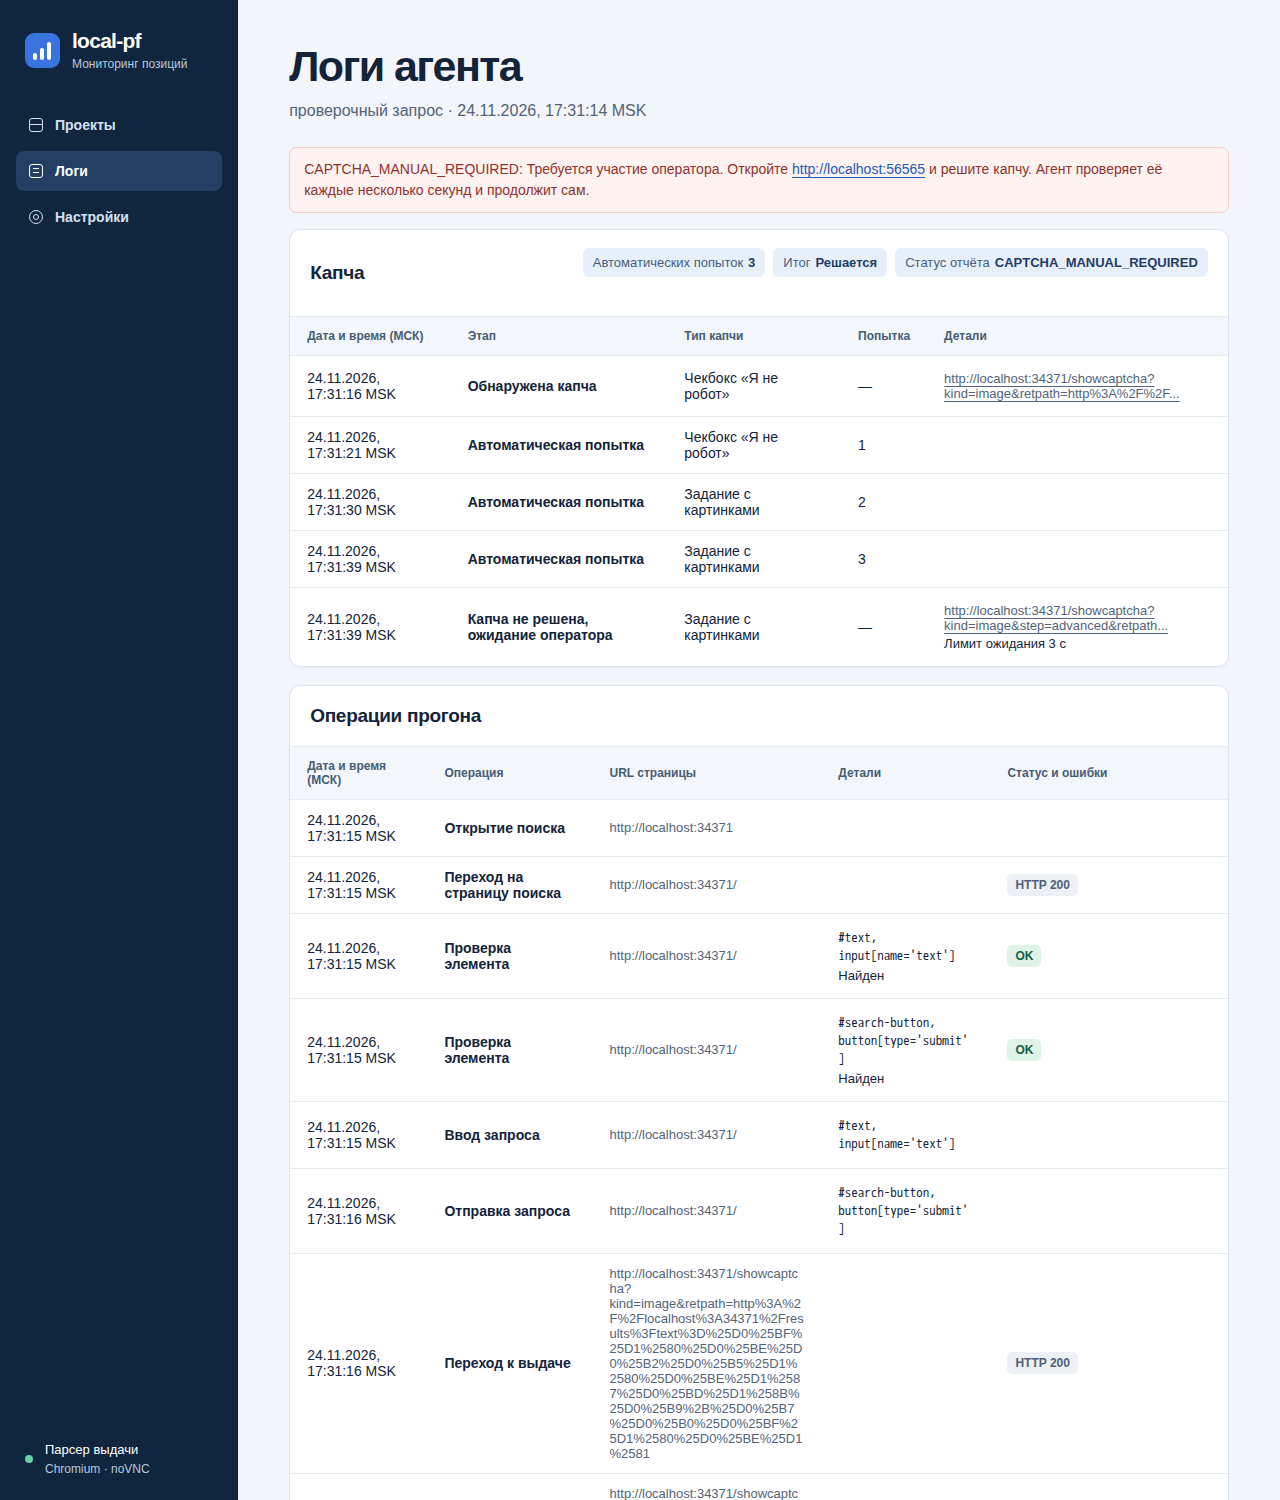 local-pf
Мониторинг позиций
Проекты
Логи
Настройки
Парсер выдачи
Chromium · noVNC
Логи агента
проверочный запрос · 24.11.2026, 17:31:14 MSK
CAPTCHA_MANUAL_REQUIRED: Требуется участие оператора. Откройте http://localhost:56565 и решите капчу. Агент проверяет её
каждые несколько секунд и продолжит сам.
Капча
Автоматических попыток 3
Итог Решается
Статус отчёта CAPTCHA_MANUAL_REQUIRED
Дата и время (МСК) Этап Тип капчи Попытка Детали
24.11.2026,
17:31:16 MSK
Обнаружена капча
Чекбокс «Я не
робот»
—
http://localhost:34371/showcaptcha?
kind=image&retpath=http%3A%2F%2F...
24.11.2026,
17:31:21 MSK
Автоматическая попытка
Чекбокс «Я не
робот»
1
24.11.2026,
17:31:30 MSK
Автоматическая попытка
Задание с
картинками
2
24.11.2026,
17:31:39 MSK
Автоматическая попытка
Задание с
картинками
3
24.11.2026,
17:31:39 MSK
Капча не решена,
ожидание оператора
Задание с
картинками
—
http://localhost:34371/showcaptcha?
kind=image&step=advanced&retpath...
Лимит ожидания 3 с
Операции прогона
Дата и время
(МСК)
Операция
URL страницы
Детали
Статус и ошибки
24.11.2026,
17:31:15 MSK
Открытие поиска
http://localhost:34371
24.11.2026,
17:31:15 MSK
Переход на
страницу поиска
http://localhost:34371/
HTTP 200
24.11.2026,
17:31:15 MSK
Проверка
элемента
http://localhost:34371/
#text,
input[name='text']
Найден
OK
24.11.2026,
17:31:15 MSK
Проверка
элемента
http://localhost:34371/
#search-button,
button[type='submit'
]
Найден
OK
24.11.2026,
17:31:15 MSK
Ввод запроса
http://localhost:34371/
#text,
input[name='text']
24.11.2026,
17:31:16 MSK
Отправка запроса
http://localhost:34371/
#search-button,
button[type='submit'
]
24.11.2026,
17:31:16 MSK
Переход к выдаче
http://localhost:34371/showcaptc
ha?
kind=image&retpath=http%3A%2
F%2Flocalhost%3A34371%2Fres
ults%3Ftext%3D%25D0%25BF%
25D1%2580%25D0%25BE%25D
0%25B2%25D0%25B5%25D1%
2580%25D0%25BE%25D1%258
7%25D0%25BD%25D1%258B%
25D0%25B9%2B%25D0%25B7
%25D0%25B0%25D0%25BF%2
5D1%2580%25D0%25BE%25D1
%2581
HTTP 200
http://localhost:34371/showcaptc